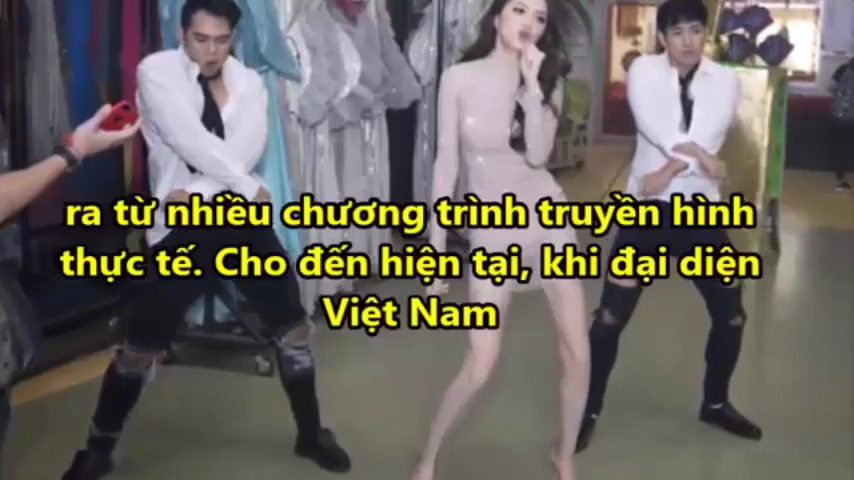 ra từ nhiều chương trình truyền hình
thực tế. Cho đến hiện tại, khi đại diện
Việt Nam